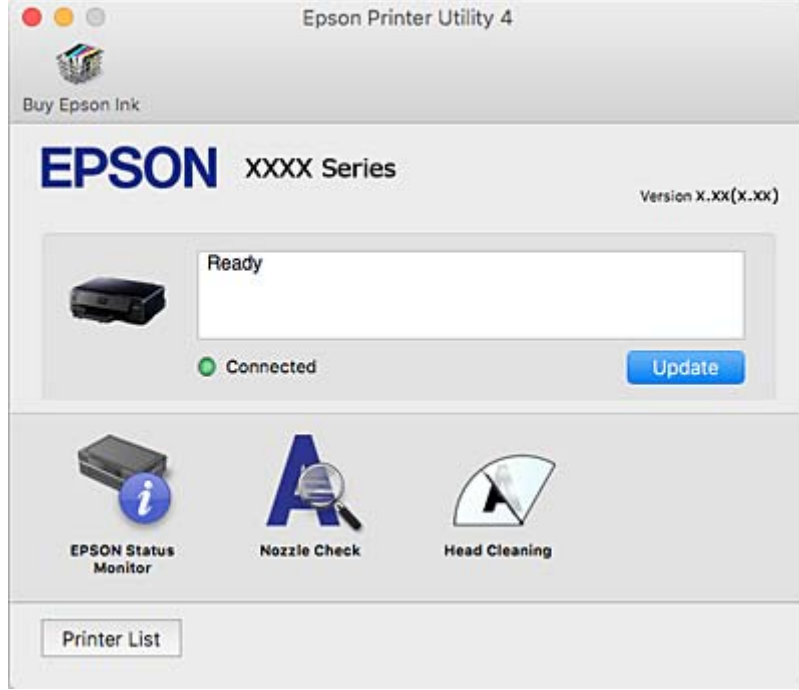 Epson Printer Utility 4
Buy Epson Ink
EPSON XXXX Series
Version X.XX(X.XX)
Ready
Connected
Update
EPSON Status
Monitor
Nozzle Check
Head Cleaning
Printer List